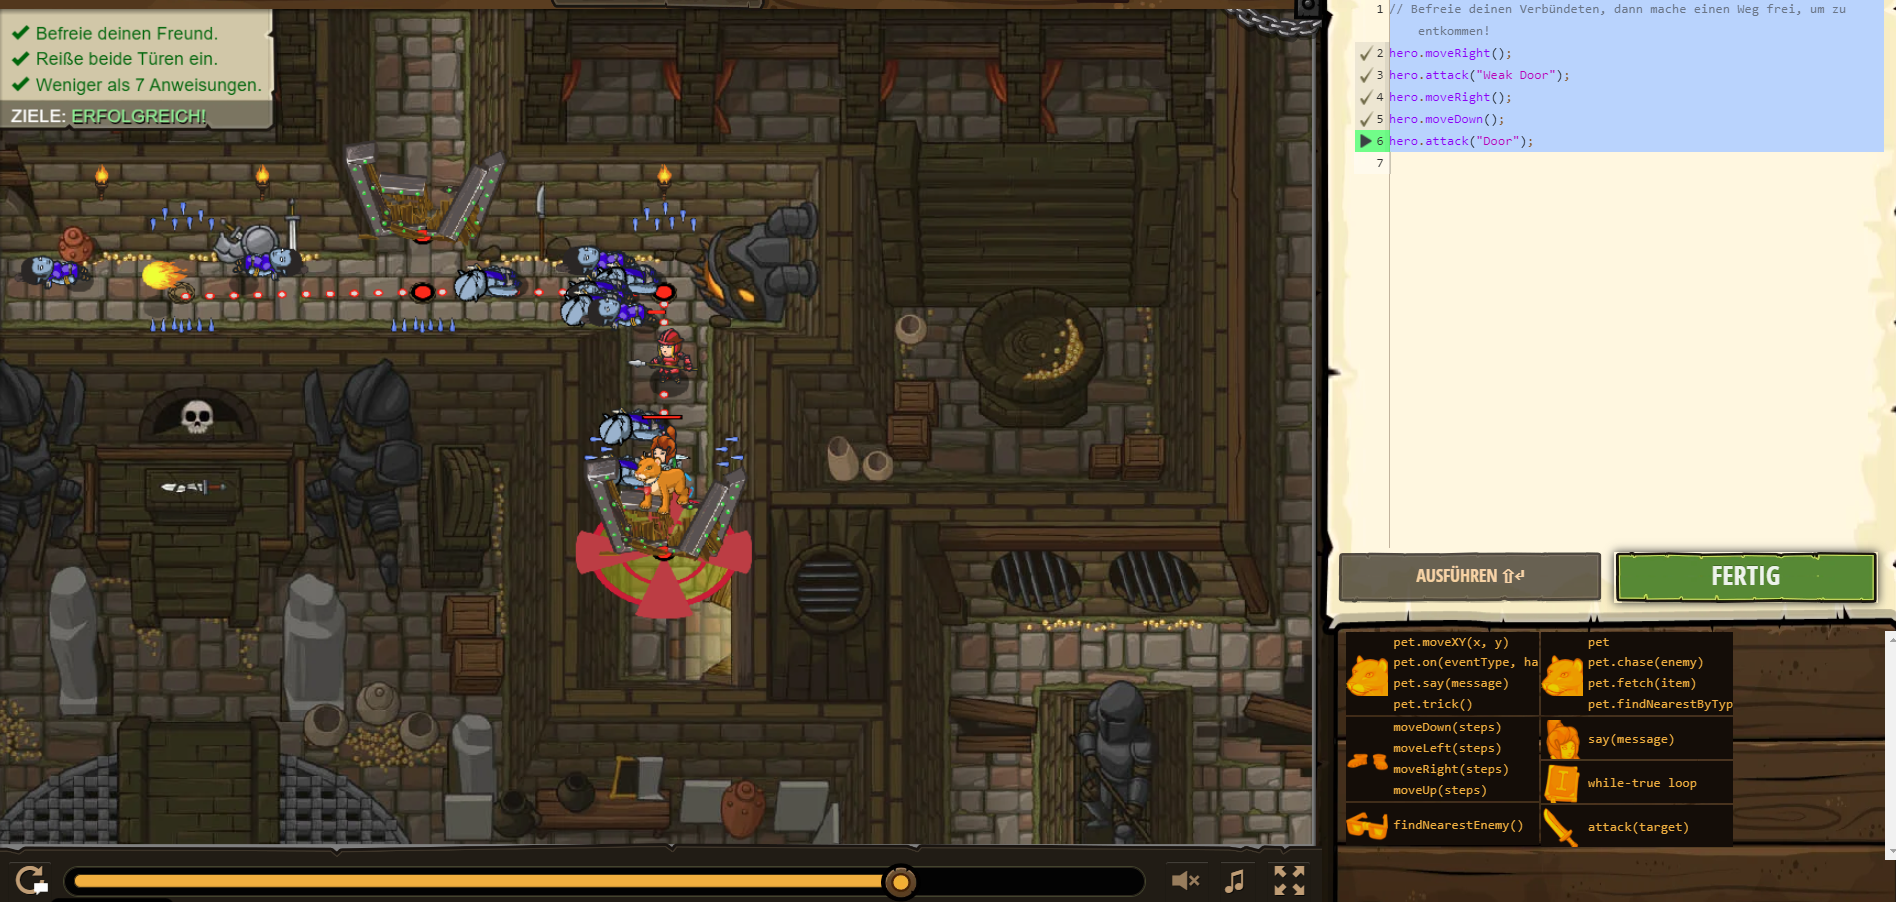 Befreie deinen Freund.
Reiße beide Türen ein.
Weniger als 7 Anweisungen.
ZIELE: ERFOLGREICH!
1 // Befreie deinen Verbündeten, dann mache einen Weg frei, um zu
entkommen!
2 hero.moveRight();
3 hero.attack("Weak Door");
4 hero.moveRight();
5 hero.moveDown();
6 hero.attack("Door");
7
AUSFÜHREN ⇧↵
FERTIG
pet.moveXY(x, y)
pet.on(eventType, ha
pet.say(message)
pet.trick()
pet
pet.chase(enemy)
pet.fetch(item)
pet.findNearestByTyp
moveDown(steps)
moveLeft(steps)
moveRight(steps)
moveUp(steps)
say(message)
while-true loop
findNearestEnemy()
attack(target)